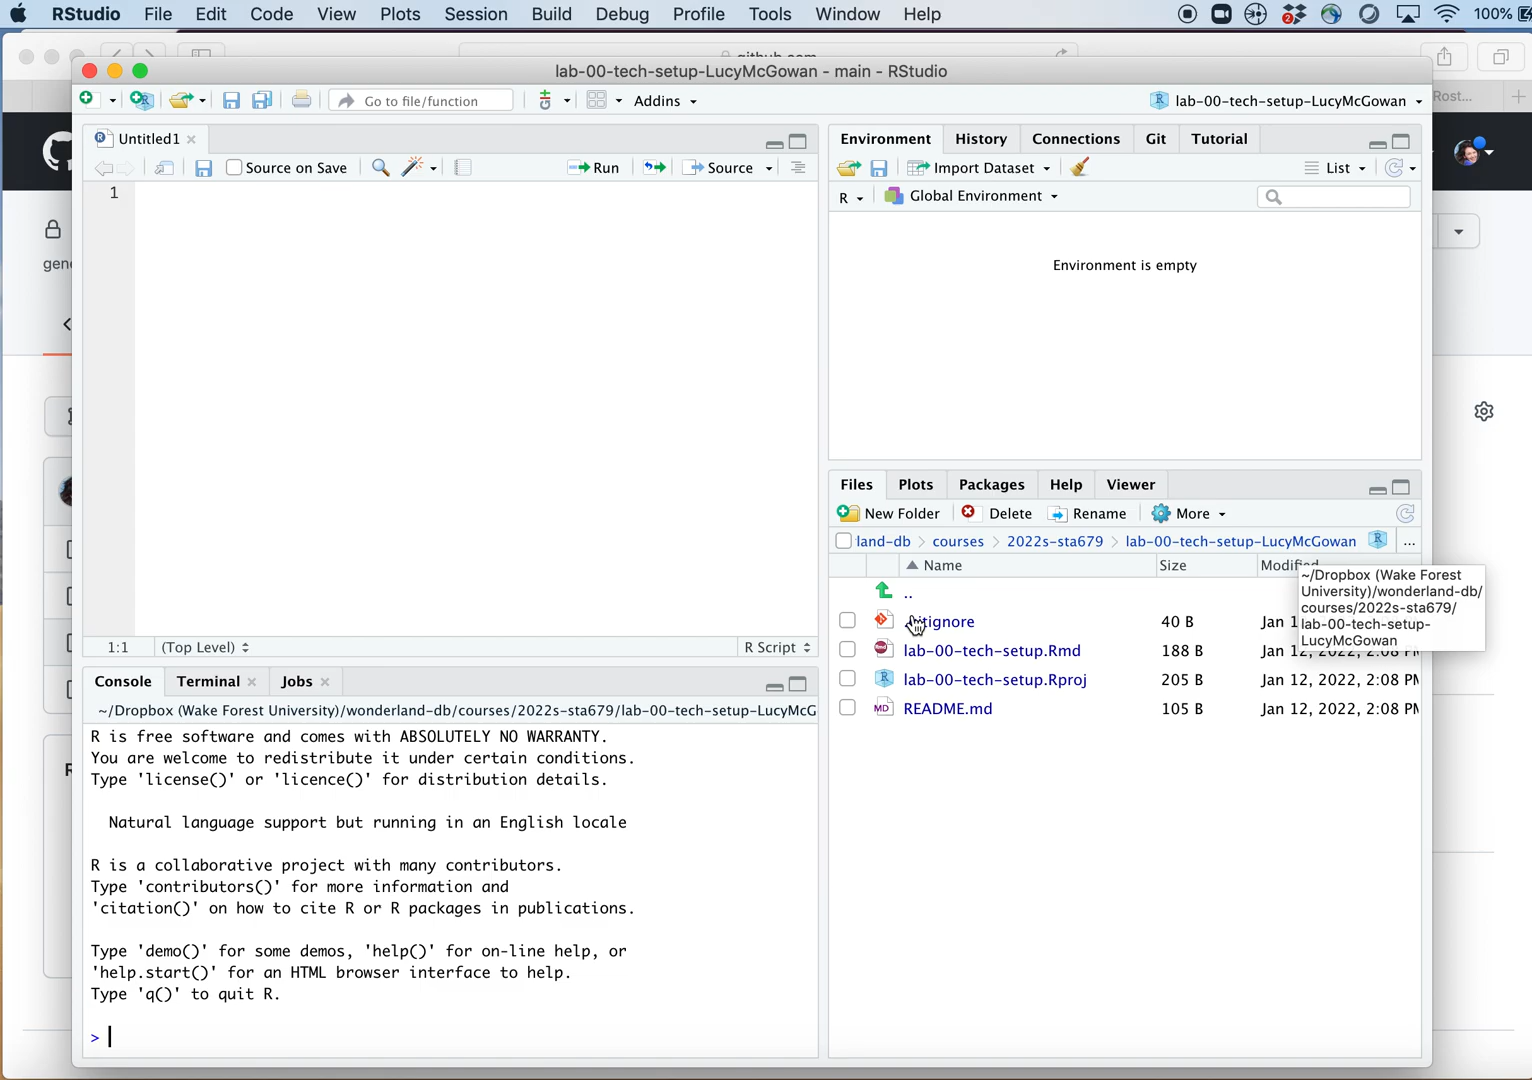 RStudio File Edit Code View Plots Session Build Debug Profile Tools Window Help 2 100%
lab-00-tech-setup-LucyMcGowan - main - RStudio
Go to file/function Addins lab-00-tech-setup-LucyMcGowan
Rost...
Untitled1
Source on Save Run Source
1
1:1 (Top Level) R Script
Environment History Connections Git Tutorial
Import Dataset List
R Global Environment
Environment is empty
gene
Files Plots Packages Help Viewer
New Folder Delete Rename More
land-db courses 2022s-sta679 lab-00-tech-setup-LucyMcGowan ...
Name Size Modified
..
.gitignore 40 B Jan 1
lab-00-tech-setup.Rmd 188 B Jan 12, 2022, 2:08 PM
lab-00-tech-setup.Rproj 205 B Jan 12, 2022, 2:08 PM
README.md 105 B Jan 12, 2022, 2:08 PM
~/Dropbox (Wake Forest
University)/wonderland-db/
courses/2022s-sta679/
lab-00-tech-setup-
LucyMcGowan
Console Terminal Jobs
~/Dropbox (Wake Forest University)/wonderland-db/courses/2022s-sta679/lab-00-tech-setup-LucyMcG
R is free software and comes with ABSOLUTELY NO WARRANTY.
You are welcome to redistribute it under certain conditions.
Type 'license()' or 'licence()' for distribution details.
Natural language support but running in an English locale
R is a collaborative project with many contributors.
Type 'contributors()' for more information and
'citation()' on how to cite R or R packages in publications.
Type 'demo()' for some demos, 'help()' for on-line help, or
'help.start()' for an HTML browser interface to help.
Type 'q()' to quit R.
>